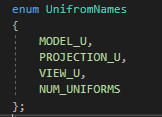 enum UnifromNames
{
MODEL_U,
PROJECTION_U,
VIEW_U,
NUM_UNIFORMS
};